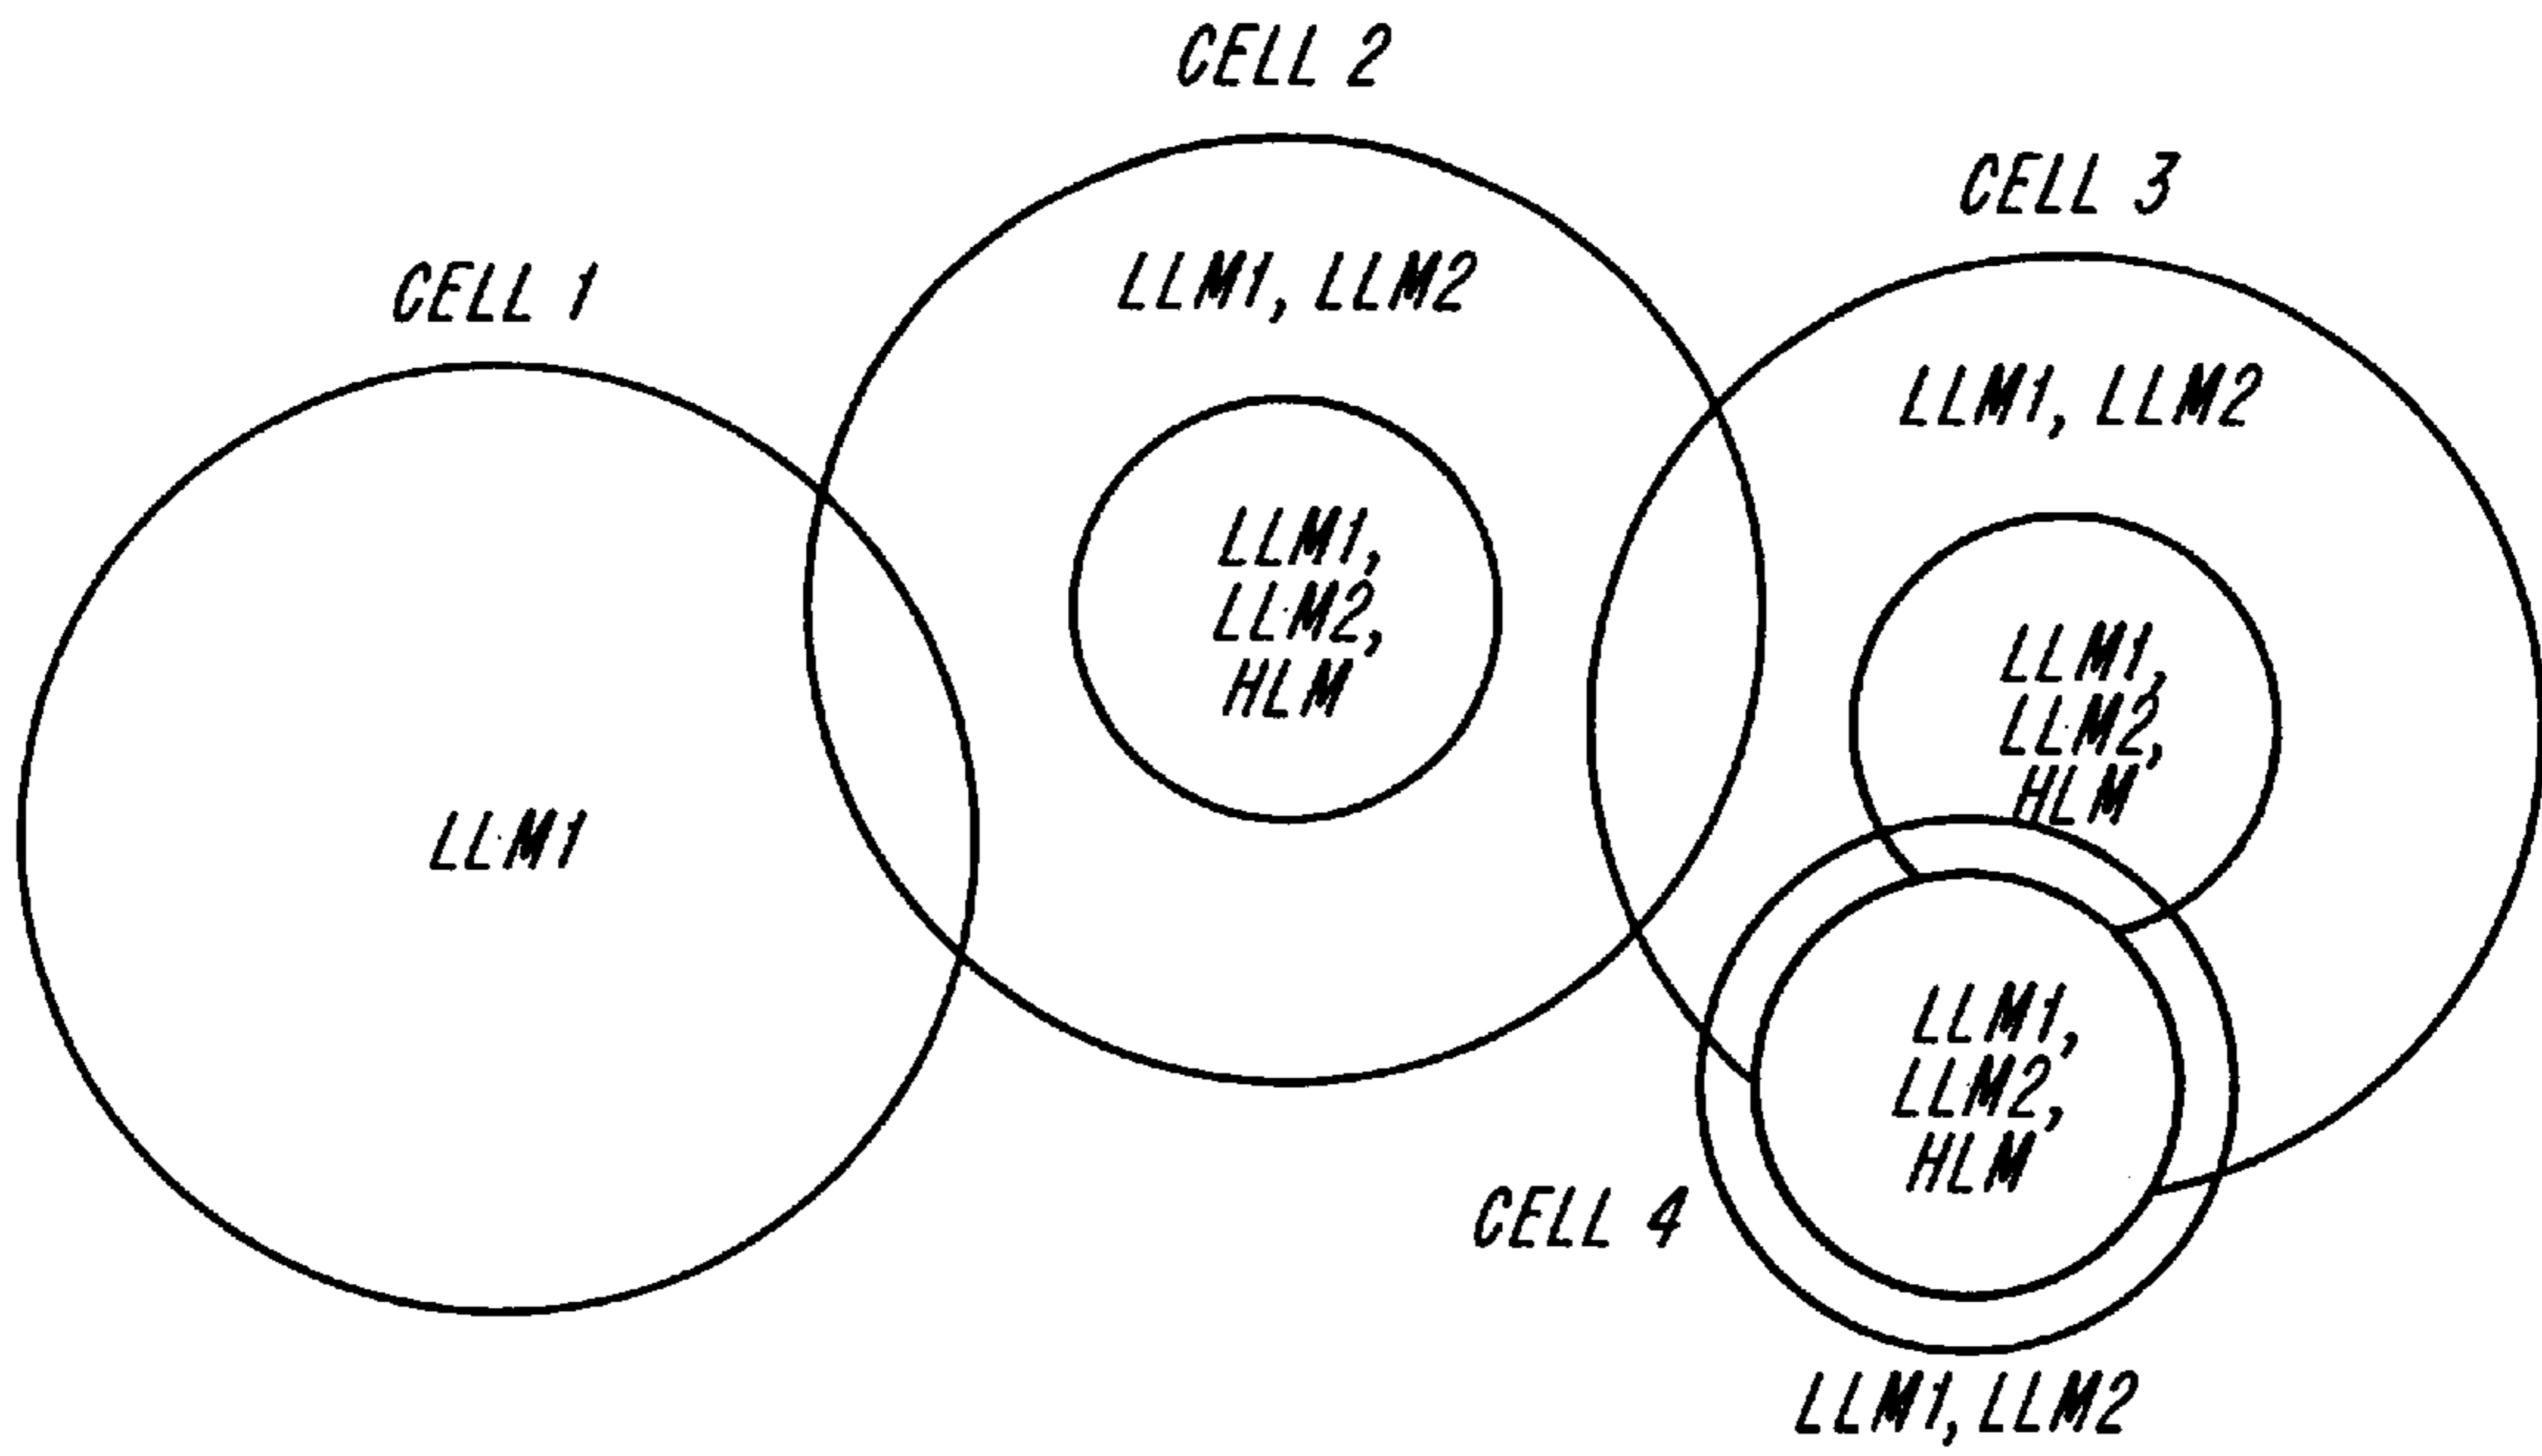 CELL 2
CELL 3
CELL 1
LLM1, LLM2
LLM1, LLM2
LLM1,
LLM2,
HLM
LLM1,
LLM2,
HLM
LLM1
LLM1,
LLM2,
HLM
CELL 4
LLM1, LLM2